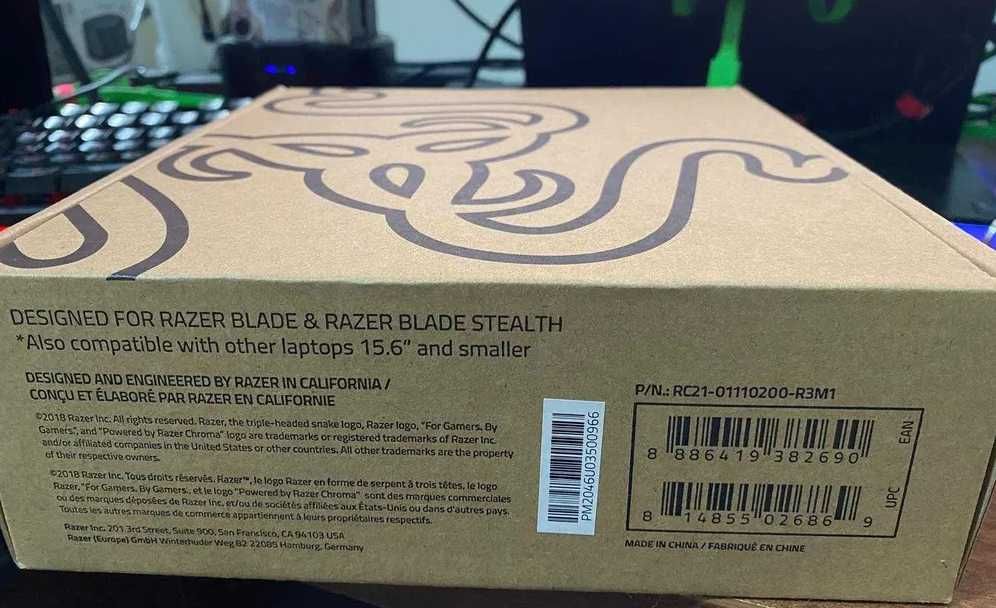 DESIGNED FOR RAZER BLADE & RAZER BLADE STEALTH
*Also compatible with other laptops 15.6” and smaller
DESIGNED AND ENGINEERED BY RAZER IN CALIFORNIA /
CONÇU ET ÉLABORÉ PAR RAZER EN CALIFORNIE
©2018 Razer Inc. All rights reserved. Razer, the triple-headed snake logo, Razer logo, "For Gamers. By
Gamers.", and "Powered by Razer Chroma" logo are trademarks or registered trademarks of Razer Inc.
and/or affiliated companies in the United States or other countries. All other trademarks are the property
of their respective owners.
©2018 Razer Inc. Tous droits réservés. Razer™, le logo Razer en forme de serpent à trois têtes, le logo
Razer, "For Gamers. By Gamers., et le logo "Powered by Razer Chroma" sont des marques commerciales
ou des marques déposées de Razer Inc. et/ou de sociétés affiliées aux États-Unis ou dans d'autres pays.
Toutes les autres marques de commerce appartiennent à leurs propriétaires respectifs.
Razer Inc. 201 3rd Street, Suite 900, San Francisco, CA 94103 USA
Razer (Europe) GmbH Winterhuder Weg 82 22085 Hamburg, Germany
PM2046U03500966
P/N.: RC21-01110200-R3M1
8 886419 382690
EAN
8 14855 02686 9
UPC
MADE IN CHINA / FABRIQUÉ EN CHINE